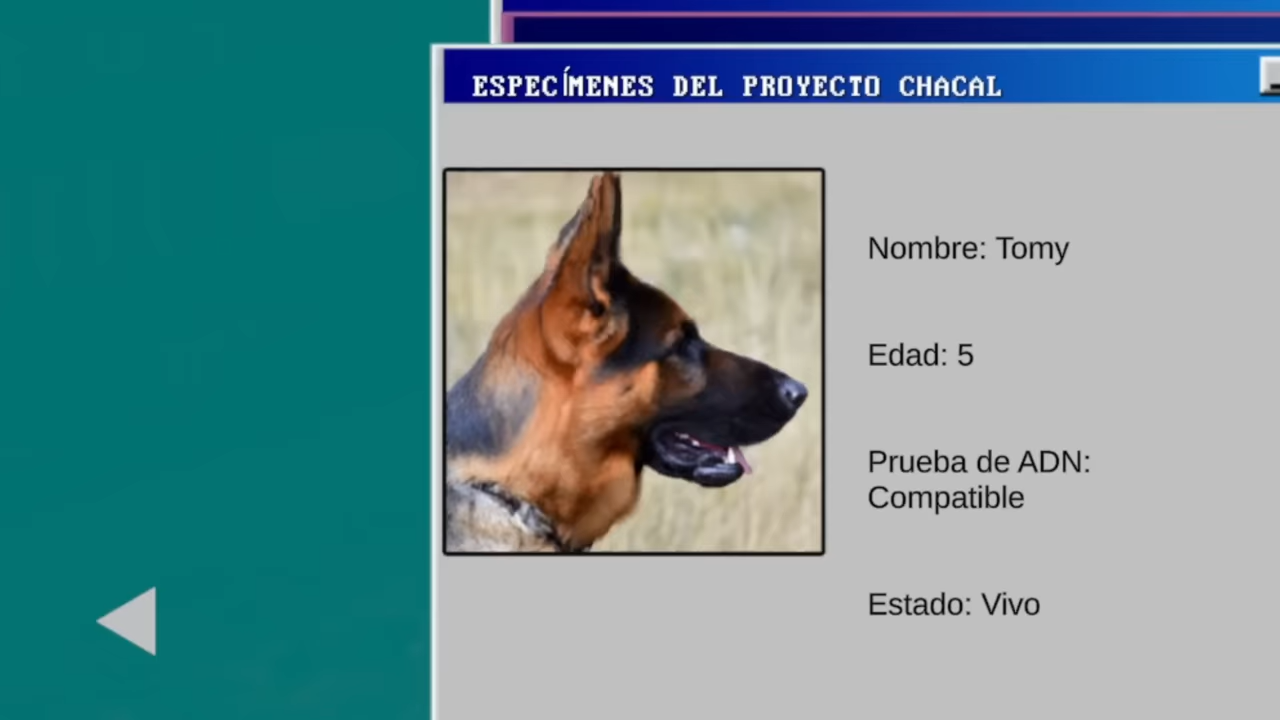 ESPECÍMENES DEL PROYECTO CHACAL
Nombre: Tomy
Edad: 5
Prueba de ADN:
Compatible
Estado: Vivo